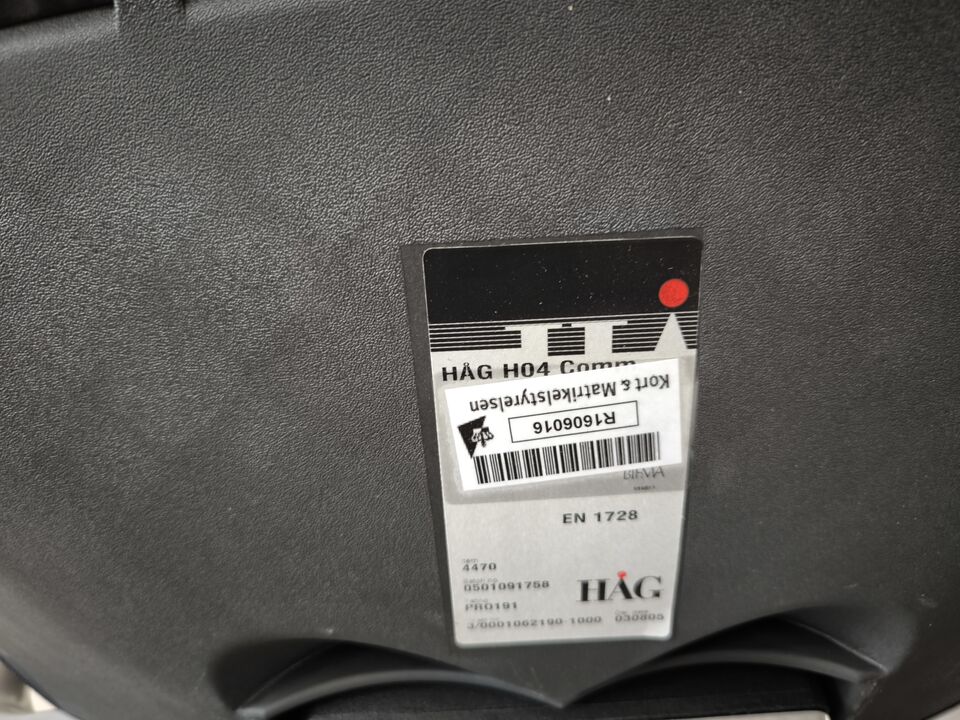 HÅG H04 Comm
Kort & Matrikelstyrelsen
R1606016
BIFMA
EN 1728
4470
0501091758
PRO191
3/0001062190 1000 030805
HÅG